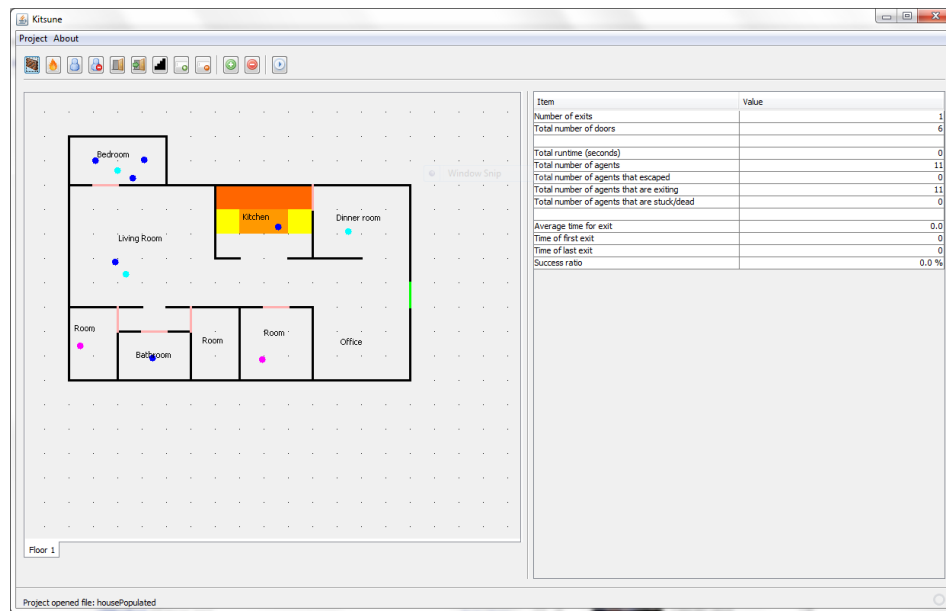 Kitsune
Project About
Item Value
Number of exits 1
Total number of doors 6
Total runtime (seconds) 0
Total number of agents 11
Total number of agents that escaped 0
Total number of agents that are exiting 11
Total number of agents that are stuck/dead 0
Average time for exit 0.0
Time of first exit 0
Time of last exit 0
Success ratio 0.0 %
Bedroom
Window Snip
Kitchen
Dinner room
Living Room
Room
Bathroom
Room
Room
Office
Floor 1
Project opened file: housePopulated